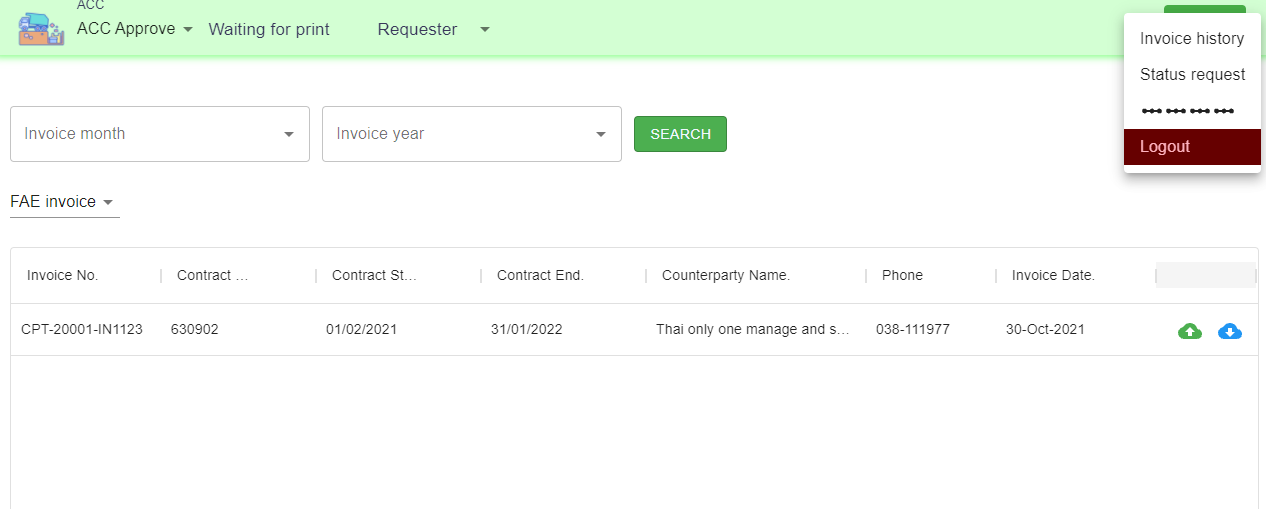 ACC
ACC Approve
Waiting for print
Requester
Invoice history
Status request
Logout
Invoice month
Invoice year
SEARCH
FAE invoice
Invoice No. Contract ... Contract St... Contract End. Counterparty Name. Phone Invoice Date.
CPT-20001-IN1123 630902 01/02/2021 31/01/2022 Thai only one manage and s... 038-111977 30-Oct-2021